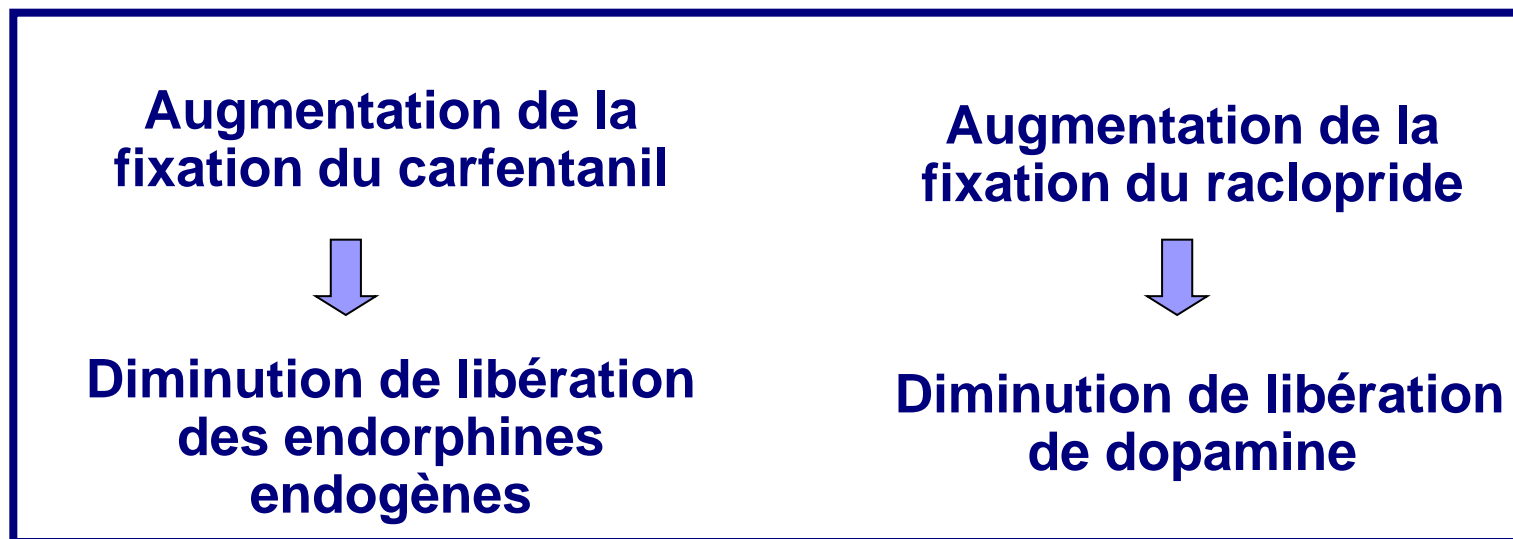 Augmentation de la
fixation du carfentanil
Diminution de libération
des endorphines
endogènes
Augmentation de la
fixation du raclopride
Diminution de libération
de dopamine